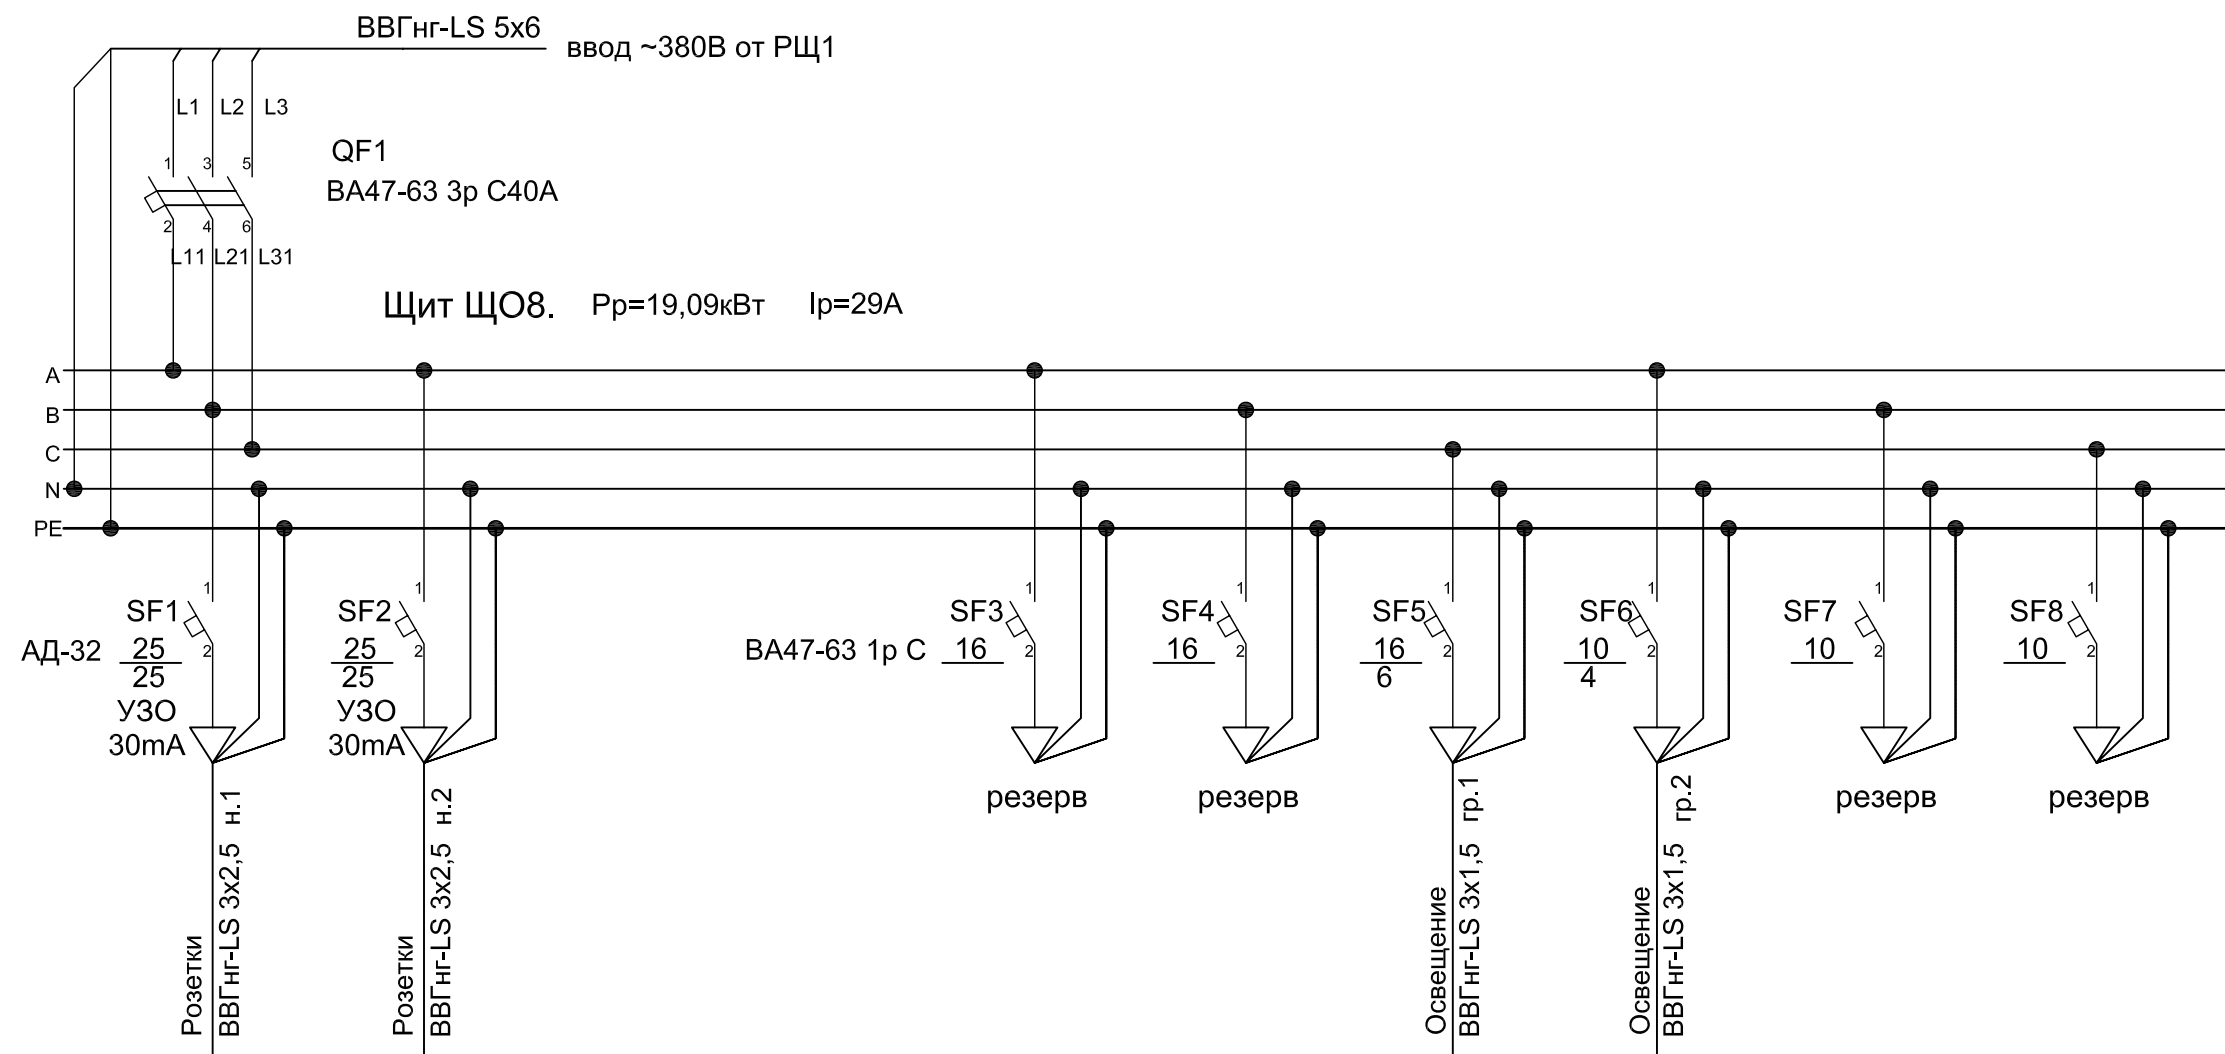 ВВГнг-LS 5х6
ввод ~380В от РЩ1
L1 L2 L3
QF1
1 3 5
ВА47-63 3р С40А
2 4 6
L11 L21 L31
Щит ЩО8. Рр=19,09кВт Iр=29А
A
B
C
N
PE
1 1 1 1 1 1 1 1
SF1 SF2 SF3 SF4 SF5 SF6 SF7 SF8
АД-32 25 2 25 2 ВА47-63 1р С 16 2 16 2 16 2 10 2 10 2 10 2
25 25 6 4
УЗО УЗО
30mA 30mA
резерв резерв резерв резерв
Розетки
ВВГнг-LS 3х2,5 н.1
Розетки
ВВГнг-LS 3х2,5 н.2
Освещение
ВВГнг-LS 3х1,5 гр.1
Освещение
ВВГнг-LS 3х1,5 гр.2